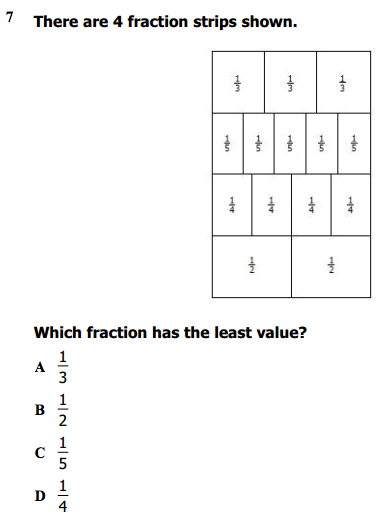 7 There are 4 fraction strips shown.
1/3 1/3 1/3
1/5 1/5 1/5 1/5 1/5
1/4 1/4 1/4 1/4
1/2 1/2
Which fraction has the least value?
A 1/3
B 1/2
C 1/5
D 1/4